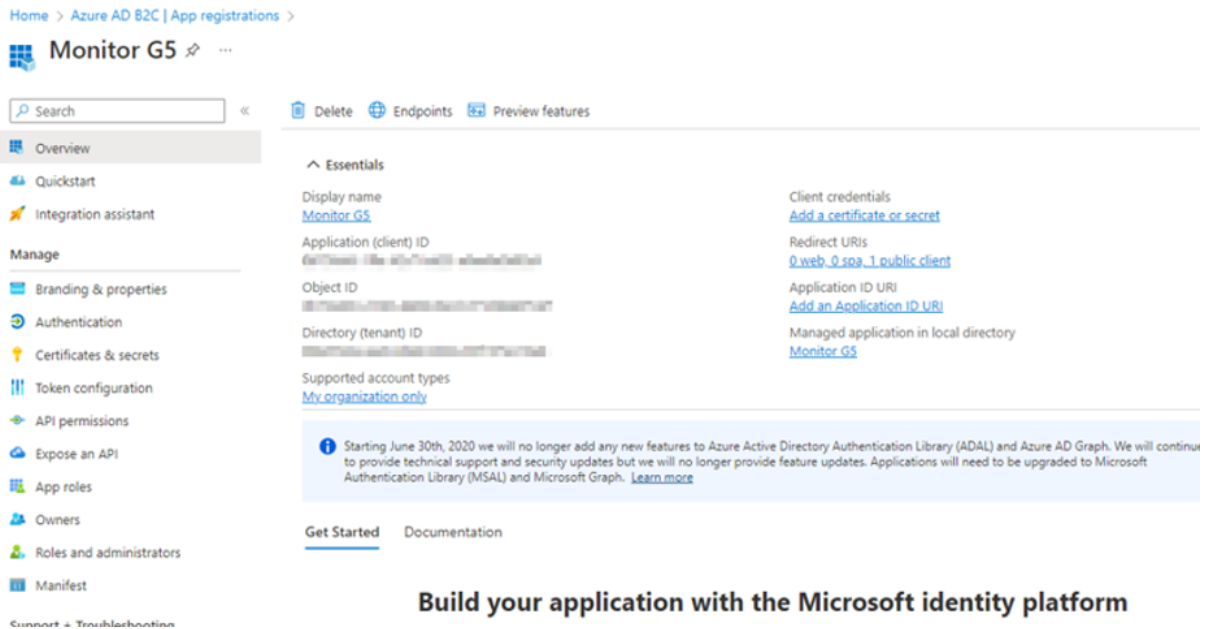 Home > Azure AD B2C | App registrations >
Monitor G5
Search
Overview
Quickstart
Integration assistant
Manage
Branding & properties
Authentication
Certificates & secrets
Token configuration
API permissions
Expose an API
App roles
Owners
Roles and administrators
Manifest
Support + Troubleshooting
Delete Endpoints Preview features
Essentials
Display name
Monitor G5
Application (client) ID
Object ID
Directory (tenant) ID
Supported account types
My organization only
Client credentials
Add a certificate or secret
Redirect URIs
0 web, 0 spa, 1 public client
Application ID URI
Add an Application ID URI
Managed application in local directory
Monitor G5
Starting June 30th, 2020 we will no longer add any new features to Azure Active Directory Authentication Library (ADAL) and Azure AD Graph. We will continue
to provide technical support and security updates but we will no longer provide feature updates. Applications will need to be upgraded to Microsoft
Authentication Library (MSAL) and Microsoft Graph. Learn more
Get Started Documentation
Build your application with the Microsoft identity platform